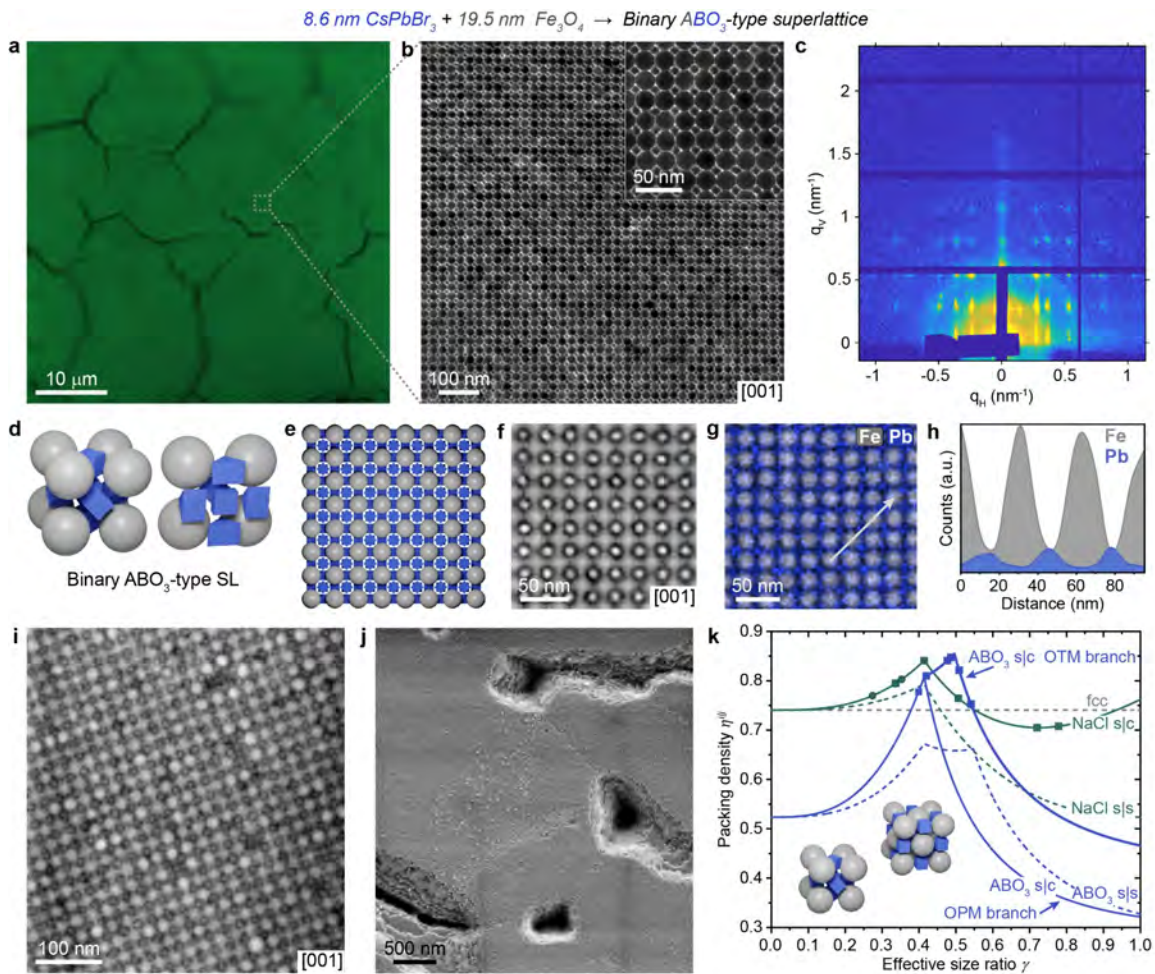 8.6 nm CsPbBr₃ + 19.5 nm Fe₃O₄ → Binary ABO₃-type superlattice
a
10 µm
b
50 nm
100 nm
[001]
c
q_V (nm⁻¹)
2
1.5
1
0.5
0
-1
-0.5
0
0.5
1
q_H (nm⁻¹)
d
Binary ABO₃-type SL
e
f
50 nm
[001]
g
Fe Pb
50 nm
h
Counts (a.u.)
Fe
Pb
0
20
40
60
80
Distance (nm)
i
100 nm
[001]
j
500 nm
k
Packing density η^φ
0.9
0.8
0.7
0.6
0.5
0.4
0.3
ABO₃ s|c OTM branch
fcc
NaCl s|c
NaCl s|s
ABO₃ s|c
ABO₃ s|s
OPM branch
0.0
0.1
0.2
0.3
0.4
0.5
0.6
0.7
0.8
0.9
1.0
Effective size ratio γ